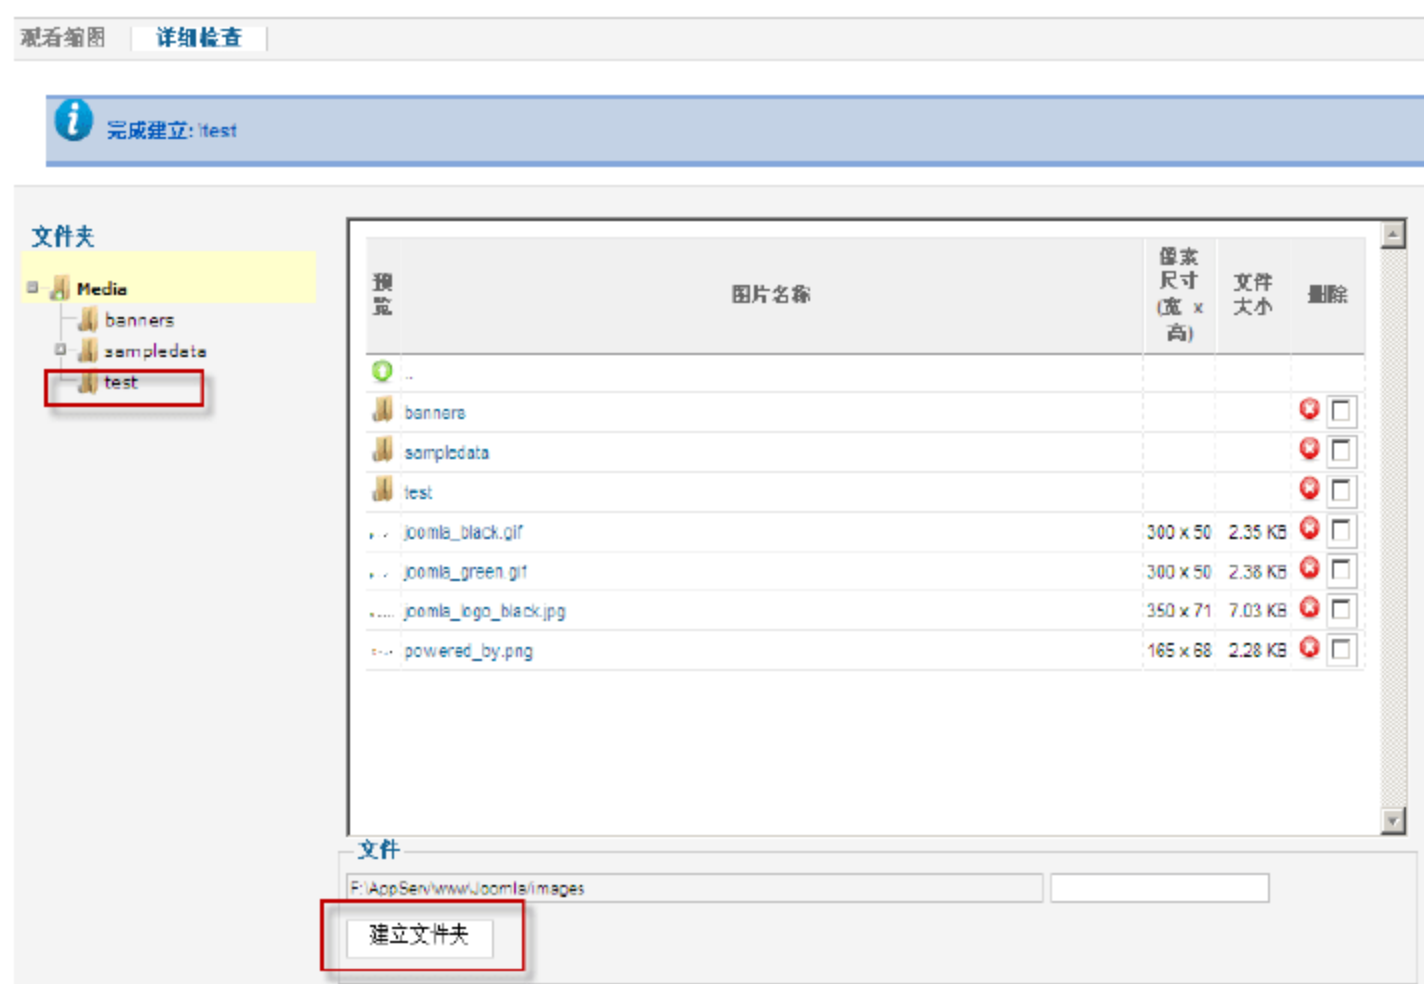 观看缩图 详细检查
完成建立: \test
文件夹
Media
banners
sampledata
test
预览 图片名称 像素尺寸(宽 x 高) 文件大小 删除
..
banners
sampledata
test
joomla_black.gif 300 x 50 2.35 KB
joomla_green.gif 300 x 50 2.38 KB
joomla_logo_black.jpg 350 x 71 7.03 KB
powered_by.png 165 x 68 2.28 KB
文件
F:\AppServ\www\Joomla/images
建立文件夹